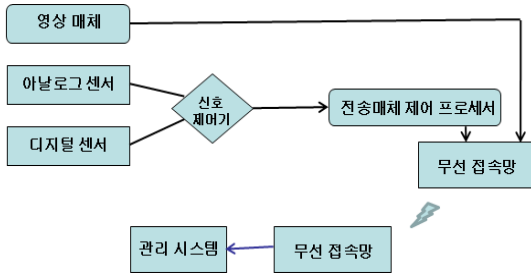 영상 매체
아날로그 센서
디지털 센서
신호
제어기
전송매체 제어 프로세서
무선 접속망
관리 시스템
무선 접속망